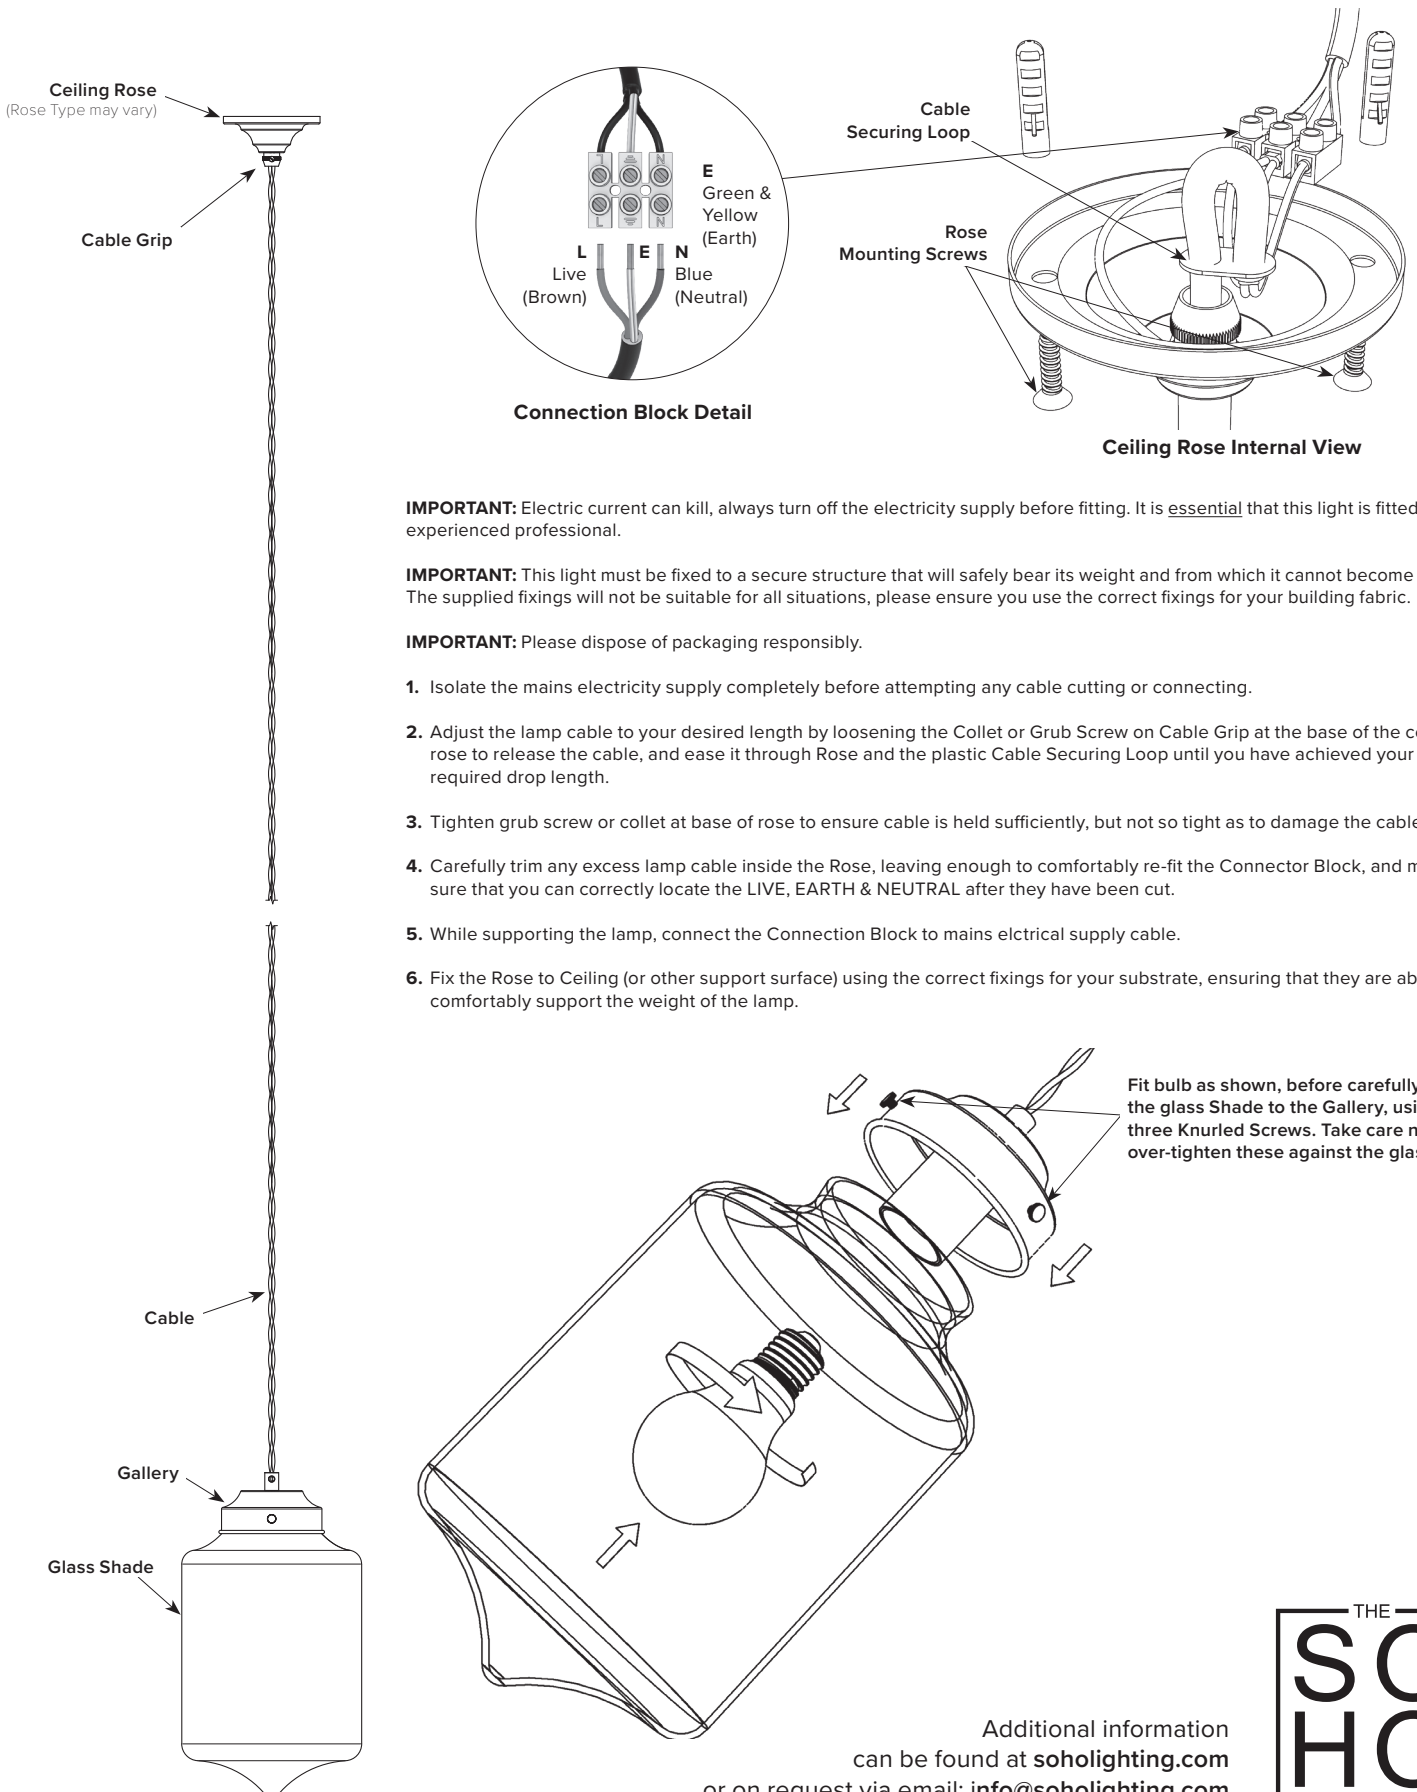 Ceiling Rose
(Rose Type may vary)
Cable Grip
L
N
L
N
E
Green &
Yellow
(Earth)
L
Live
(Brown)
E
N
Blue
(Neutral)
Connection Block Detail
Cable
Securing Loop
Rose
Mounting Screws
Ceiling Rose Internal View
IMPORTANT: Electric current can kill, always turn off the electricity supply before fitting. It is essential that this light is fitted
experienced professional.
IMPORTANT: This light must be fixed to a secure structure that will safely bear its weight and from which it cannot become
The supplied fixings will not be suitable for all situations, please ensure you use the correct fixings for your building fabric.
IMPORTANT: Please dispose of packaging responsibly.
1. Isolate the mains electricity supply completely before attempting any cable cutting or connecting.
2. Adjust the lamp cable to your desired length by loosening the Collet or Grub Screw on Cable Grip at the base of the
rose to release the cable, and ease it through Rose and the plastic Cable Securing Loop until you have achieved your
required drop length.
3. Tighten grub screw or collet at base of rose to ensure cable is held sufficiently, but not so tight as to damage the cable
4. Carefully trim any excess lamp cable inside the Rose, leaving enough to comfortably re-fit the Connector Block, and
sure that you can correctly locate the LIVE, EARTH & NEUTRAL after they have been cut.
5. While supporting the lamp, connect the Connection Block to mains elctrical supply cable.
6. Fix the Rose to Ceiling (or other support surface) using the correct fixings for your substrate, ensuring that they are
comfortably support the weight of the lamp.
Fit bulb as shown, before carefully
the glass Shade to the Gallery,
three Knurled Screws. Take care
over-tighten these against the
Cable
Gallery
Glass Shade
Additional information
can be found at soholighting.com
or on request via email: info@soholighting.com
THE
SO
HO